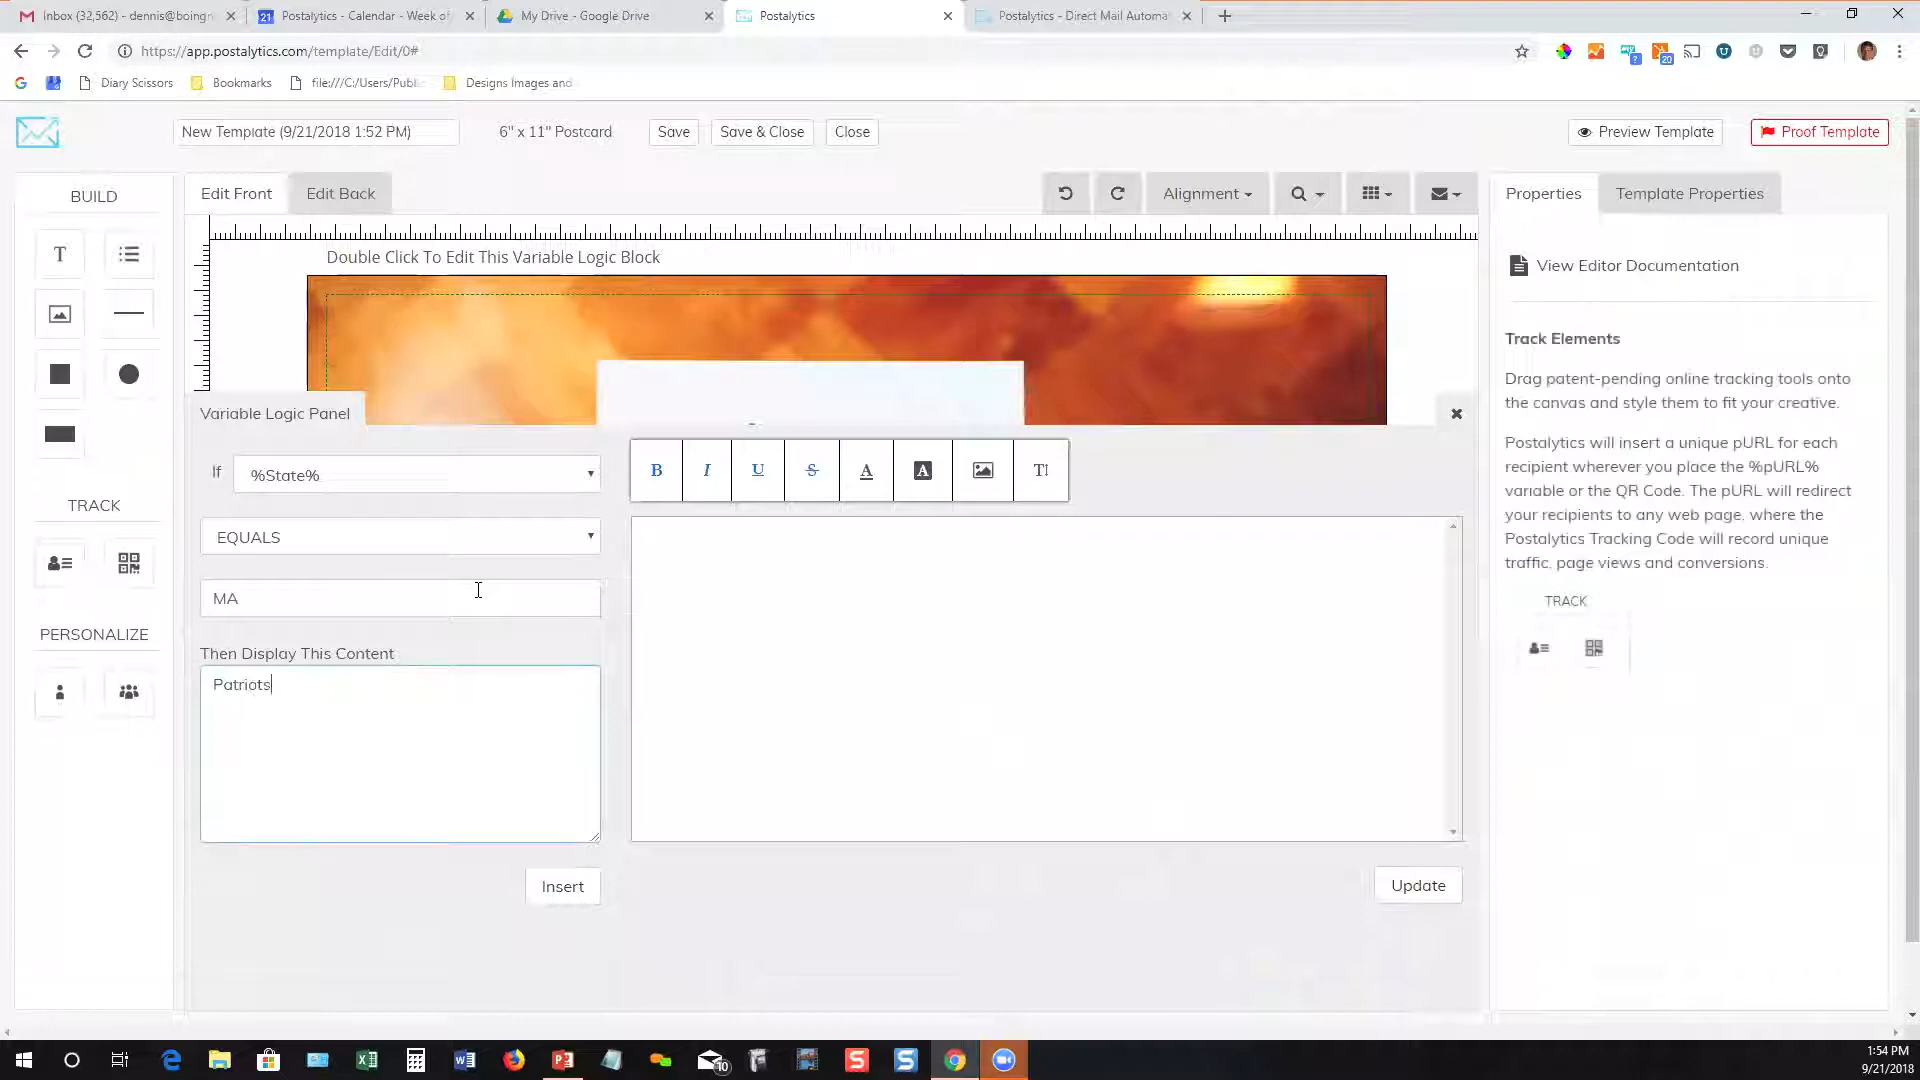 Inbox (32,562) - dennis@boingn
Postalytics - Calendar - Week of
My Drive - Google Drive
Postalytics
Postalytics - Direct Mail Automa
https://app.postalytics.com/template/Edit/0#
Diary Scissors
Bookmarks
file:///C:/Users/Publi
Designs Images and
New Template (9/21/2018 1:52 PM)
6" x 11" Postcard
Save
Save & Close
Close
Preview Template
Proof Template
BUILD
Edit Front
Edit Back
Alignment
Properties
Template Properties
Double Click To Edit This Variable Logic Block
View Editor Documentation
Track Elements
Drag patent-pending online tracking tools onto
the canvas and style them to fit your creative.
Postalytics will insert a unique pURL for each
recipient wherever you place the %pURL%
variable or the QR Code. The pURL will redirect
your recipients to any web page, where the
Postalytics Tracking Code will record unique
traffic, page views and conversions.
TRACK
Variable Logic Panel
If
%State%
B I U S A A T
EQUALS
MA
Then Display This Content
Patriots
Insert
Update
TRACK
PERSONALIZE
1:54 PM
9/21/2018